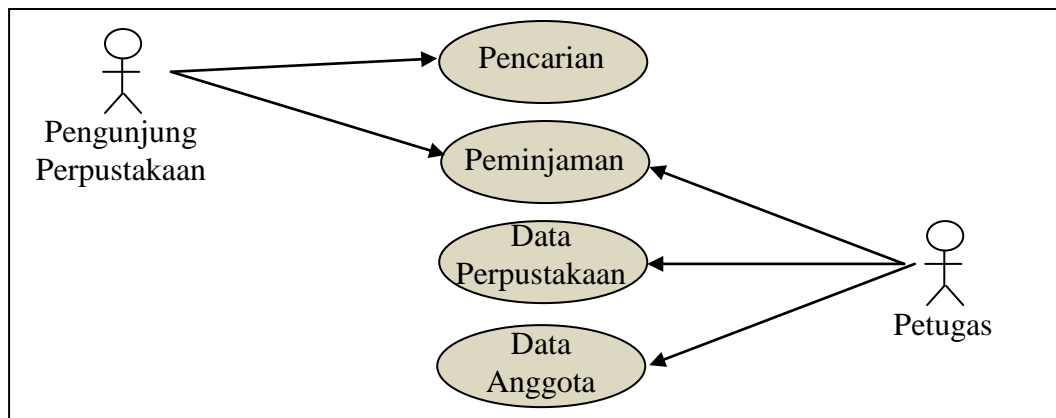 Pencarian
Pengunjung
Perpustakaan
Peminjaman
Data
Perpustakaan
Petugas
Data
Anggota